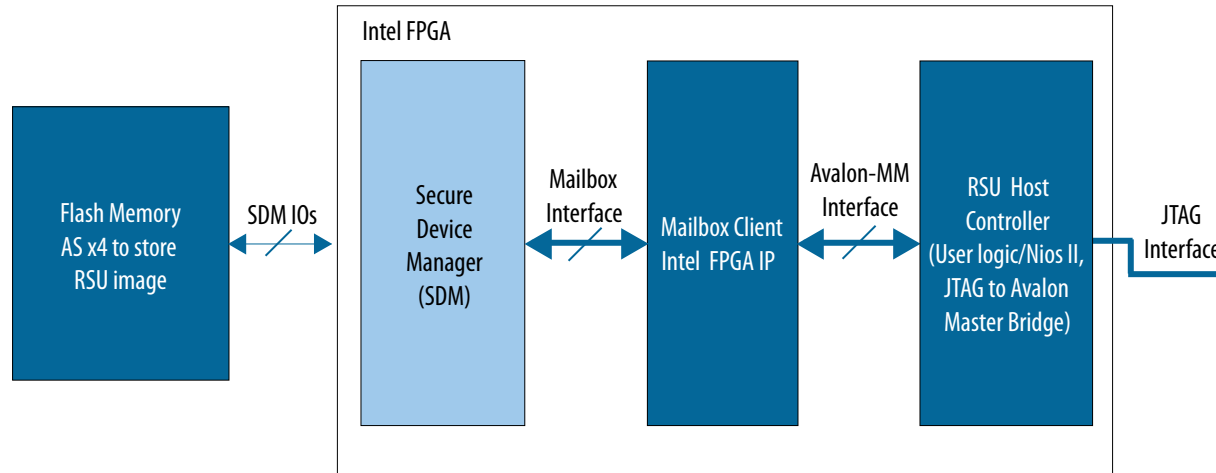 Intel FPGA
Flash Memory
AS x4 to store
RSU image
SDM IOs
Secure
Device
Manager
(SDM)
Mailbox
Interface
Mailbox Client
Intel FPGA IP
Avalon-MM
Interface
RSU Host
Controller
(User logic/Nios II,
JTAG to Avalon
Master Bridge)
JTAG
Interface